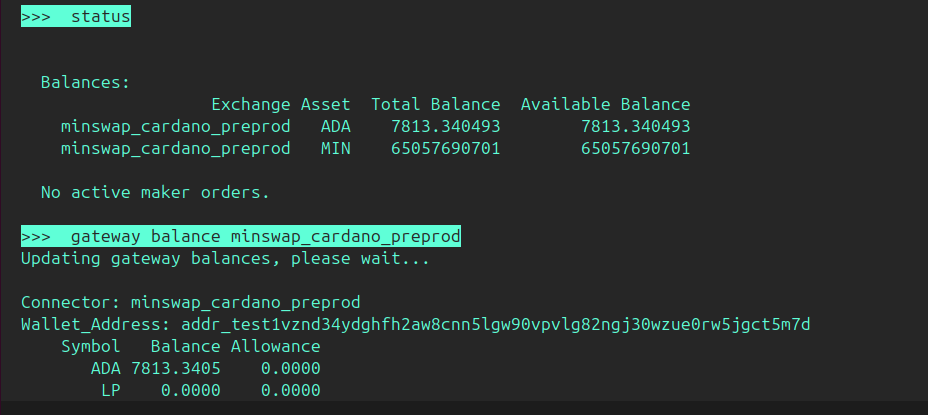 >>>  status
Balances:
Exchange Asset  Total Balance  Available Balance
minswap_cardano_preprod   ADA    7813.340493         7813.340493
minswap_cardano_preprod   MIN    65057690701         65057690701
No active maker orders.
>>>  gateway balance minswap_cardano_preprod
Updating gateway balances, please wait...
Connector: minswap_cardano_preprod
Wallet_Address: addr_test1vznd34ydghfh2aw8cnn5lgw90vpvlg82ngj30wzue0rw5jgct5m7d
Symbol   Balance Allowance
ADA 7813.3405    0.0000
LP    0.0000    0.0000